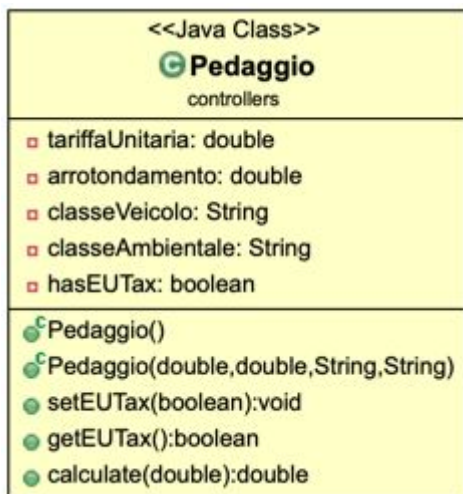 <<Java Class>>
Pedaggio
controllers
tariffaUnitaria: double
arrotondamento: double
classeVeicolo: String
classeAmbientale: String
hasEUTax: boolean
Pedaggio()
Pedaggio(double,double,String,String)
setEUTax(boolean):void
getEUTax():boolean
calculate(double):double